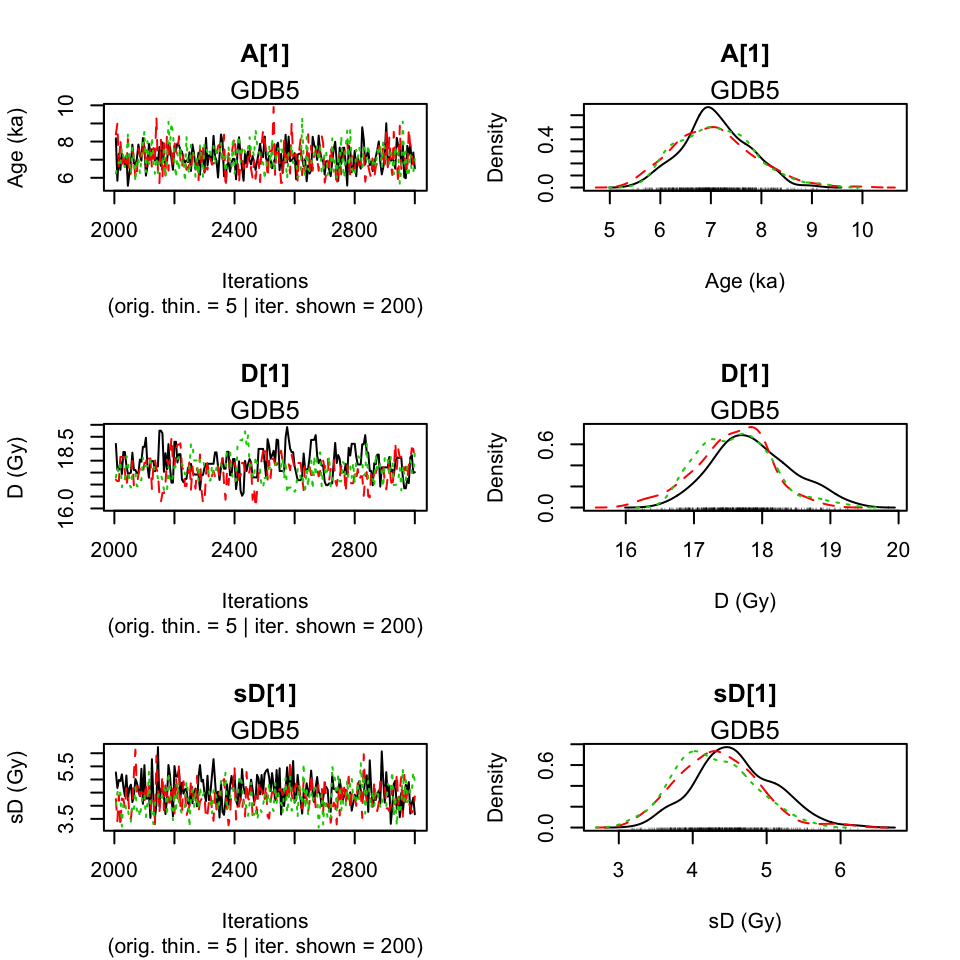 A[1]
GDB5
Age (ka)
6 8 10
2000 2400 2800
Iterations
(orig. thin. = 5 | iter. shown = 200)
A[1]
GDB5
Density
0.0 0.4
5 6 7 8 9 10
Age (ka)
D[1]
GDB5
D (Gy)
16.0 18.5
2000 2400 2800
Iterations
(orig. thin. = 5 | iter. shown = 200)
D[1]
GDB5
Density
0.0 0.6
16 17 18 19 20
D (Gy)
sD[1]
GDB5
sD (Gy)
3.5 5.5
2000 2400 2800
Iterations
(orig. thin. = 5 | iter. shown = 200)
sD[1]
GDB5
Density
0.0 0.6
3 4 5 6
sD (Gy)